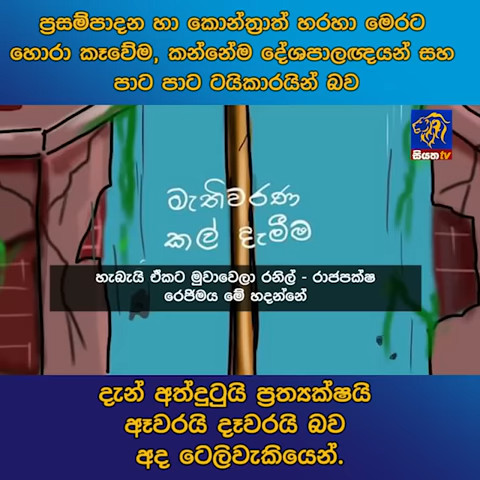 ප්‍රසම්පාදන හා කොන්ත්‍රාත් හරහා මෙරට
හොරා කෑවේම, කන්නේම දේශපාලඥයන් සහ
පාට පාට ටයිකාරයින් බව
සියත tv
මැතිවරණ
කල් දැමීම
හැබැයි ඒකට මුවාවෙලා රනිල් - රාජපක්ෂ
රෙජිමය මේ හදන්නේ
දැන් අත්දුටුයි ප්‍රත්‍යක්ෂයි
ඈවරයි දෑවරයි බව
අද ටෙලිවැකියෙන්.